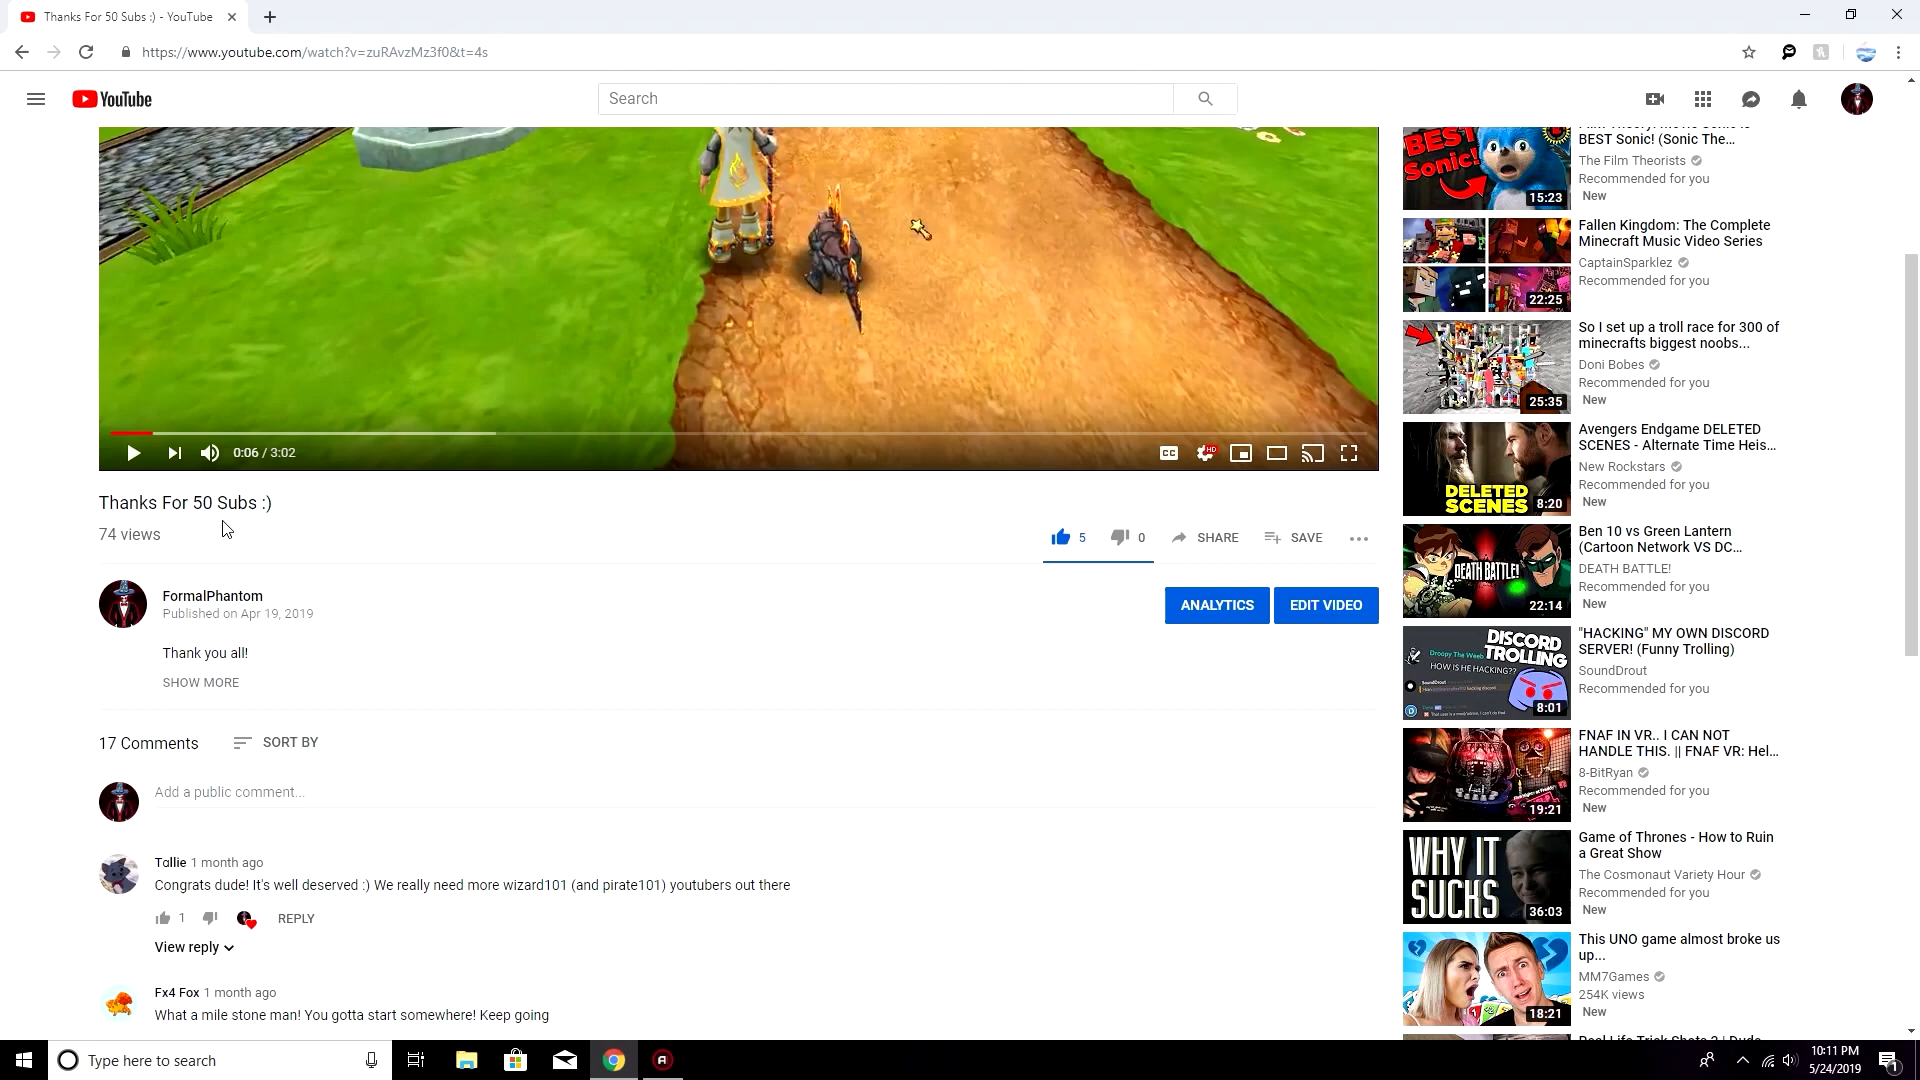 Thanks For 50 Subs :) - YouTube
https://www.youtube.com/watch?v=zuRAvzMz3f0&t=4s
YouTube
Search
0:06 / 3:02
CC
HD
Thanks For 50 Subs :)
74 views
5
0
SHARE
SAVE
FormalPhantom
Published on Apr 19, 2019
ANALYTICS
EDIT VIDEO
Thank you all!
SHOW MORE
17 Comments
SORT BY
Add a public comment...
Tallie 1 month ago
Congrats dude! It's well deserved :) We really need more wizard101 (and pirate101) youtubers out there
1
REPLY
View reply
Fx4 Fox 1 month ago
What a mile stone man! You gotta start somewhere! Keep going
BEST
Sonic!
15:23
BEST Sonic! (Sonic The...
The Film Theorists
Recommended for you
New
22:25
Fallen Kingdom: The Complete
Minecraft Music Video Series
CaptainSparklez
Recommended for you
25:35
So I set up a troll race for 300 of
minecrafts biggest noobs...
Doni Bobes
Recommended for you
New
DELETED
SCENES
8:20
Avengers Endgame DELETED
SCENES - Alternate Time Heis...
New Rockstars
Recommended for you
New
DEATH BATTLE!
22:14
Ben 10 vs Green Lantern
(Cartoon Network VS DC...
DEATH BATTLE!
Recommended for you
New
DISCORD
TROLLING
Droopy The Weeb
HOW IS HE HACKING??
SoundDrout
8:01
"HACKING" MY OWN DISCORD
SERVER! (Funny Trolling)
SoundDrout
Recommended for you
19:21
FNAF IN VR.. I CAN NOT
HANDLE THIS. || FNAF VR: Hel...
8-BitRyan
Recommended for you
New
WHY IT
SUCKS
36:03
Game of Thrones - How to Ruin
a Great Show
The Cosmonaut Variety Hour
Recommended for you
New
18:21
This UNO game almost broke us
up...
MM7Games
254K views
New
Type here to search
10:11 PM
5/24/2019
1